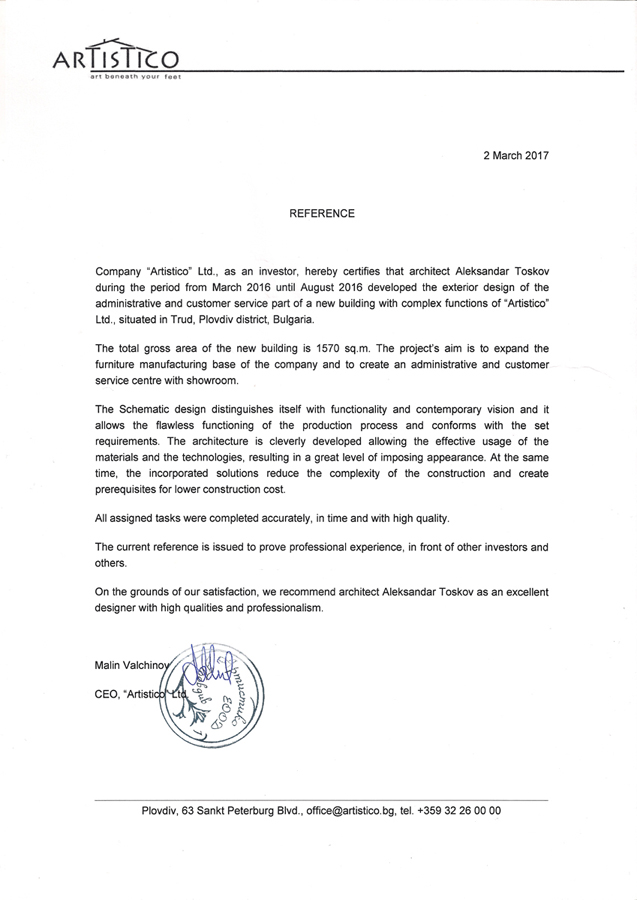 ARTISTICO
art beneath your feet
2 March 2017
REFERENCE
Company “Artistico” Ltd., as an investor, hereby certifies that architect Aleksandar Toskov
during the period from March 2016 until August 2016 developed the exterior design of the
administrative and customer service part of a new building with complex functions of “Artistico”
Ltd., situated in Trud, Plovdiv district, Bulgaria.
The total gross area of the new building is 1570 sq.m. The project's aim is to expand the
furniture manufacturing base of the company and to create an administrative and customer
service centre with showroom.
The Schematic design distinguishes itself with functionality and contemporary vision and it
allows the flawless functioning of the production process and conforms with the set
requirements. The architecture is cleverly developed allowing the effective usage of the
materials and the technologies, resulting in a great level of imposing appearance. At the same
time, the incorporated solutions reduce the complexity of the construction and create
prerequisites for lower construction cost.
All assigned tasks were completed accurately, in time and with high quality.
The current reference is issued to prove professional experience, in front of other investors and
others.
On the grounds of our satisfaction, we recommend architect Aleksandar Toskov as an excellent
designer with high qualities and professionalism.
Malin Valchinov
CEO, “Artistico” Ltd.
ЕООД
Plovdiv, 63 Sankt Peterburg Blvd., office@artistico.bg, tel. +359 32 26 00 00